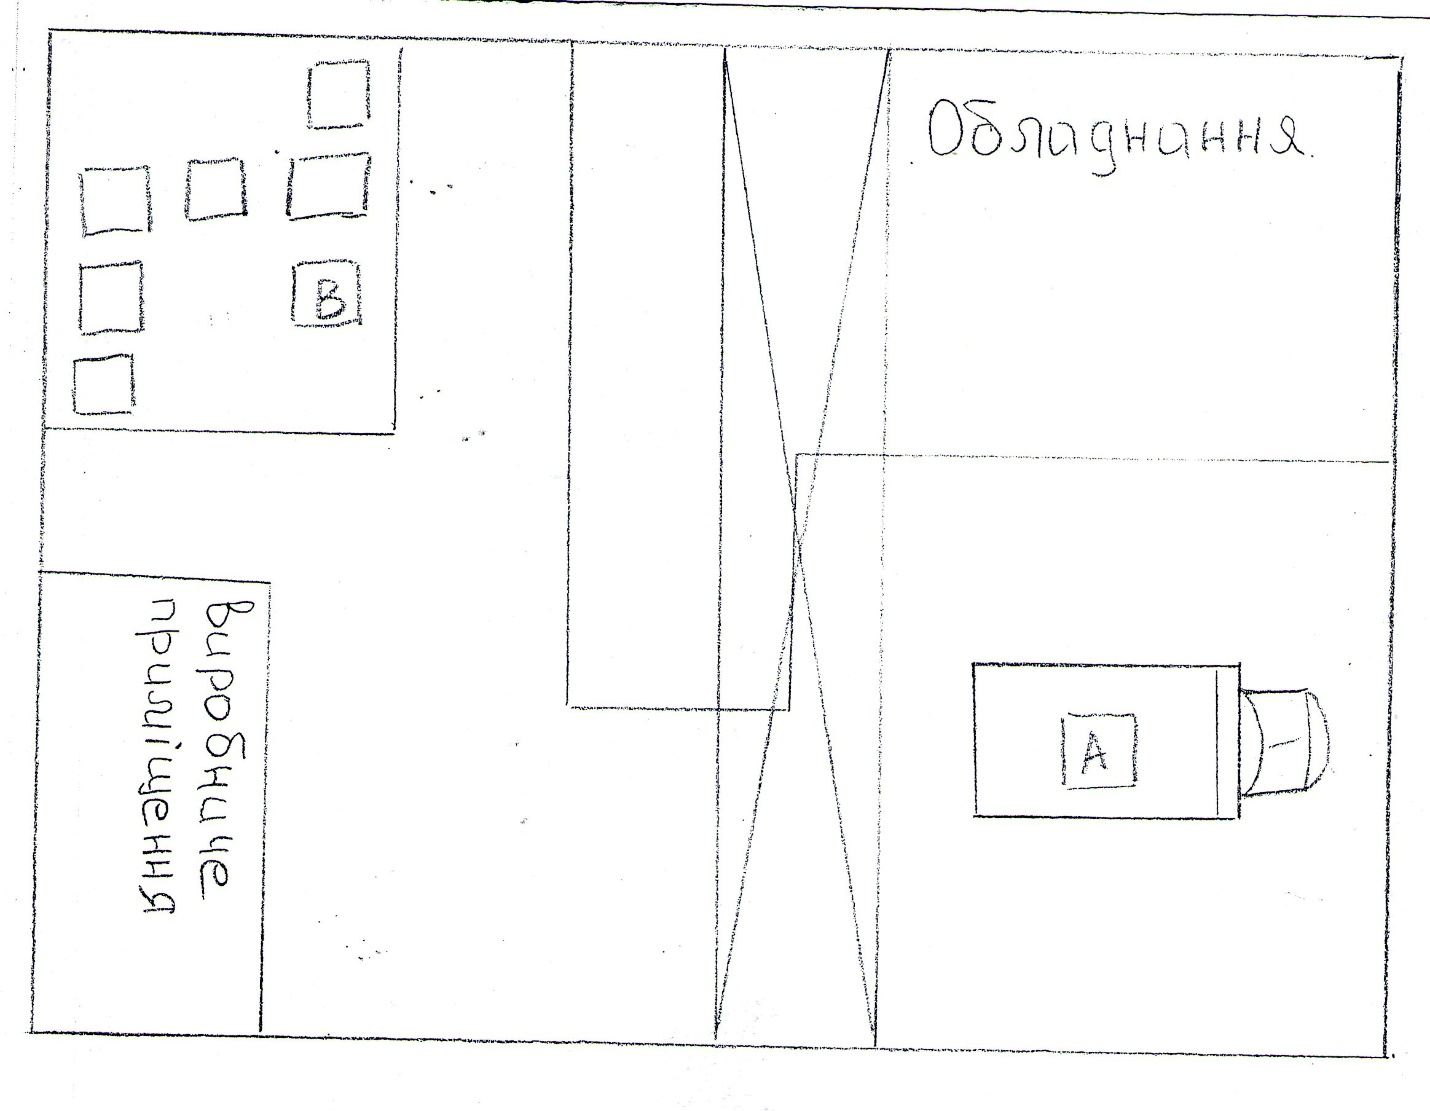 Обладнання
В
А
виробниче
приміщення